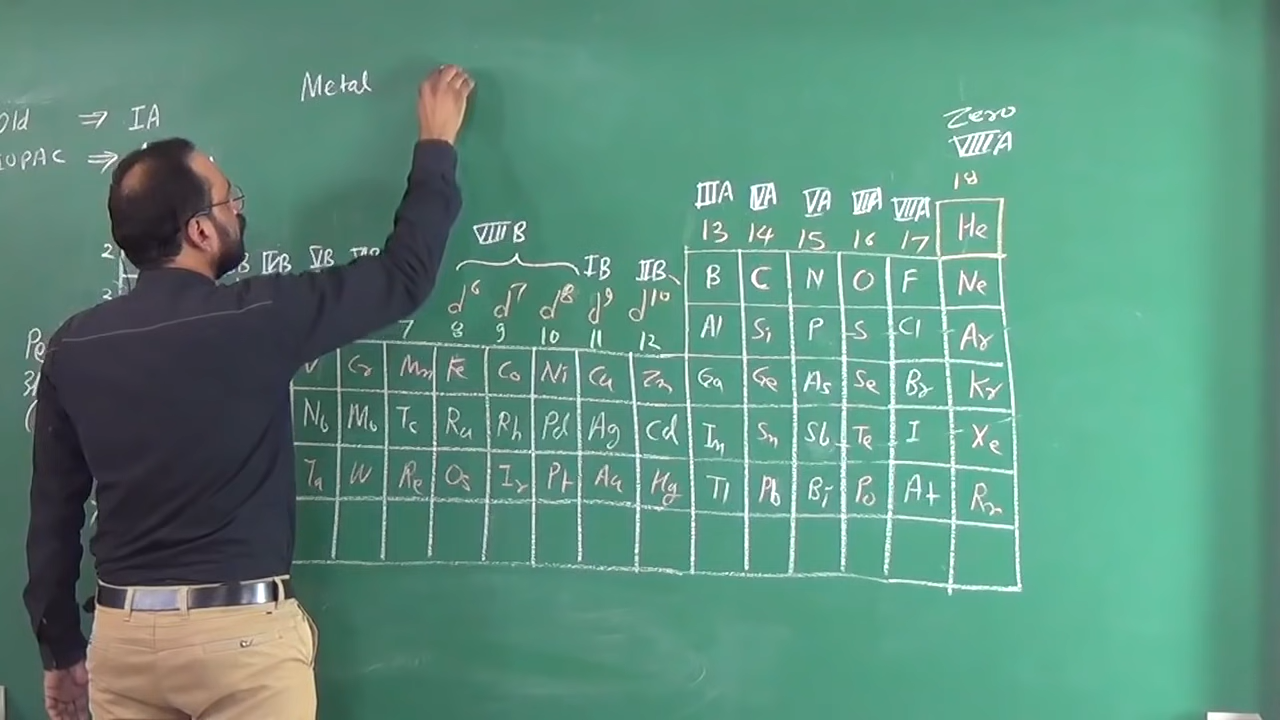 Metal
Old ⇒ IA
IUPAC ⇒
Zero
VIIIA
18
IIIA IVA VA VIA VIIA
13 14 15 16 17
VIIIB
IVB VB
IB IIB
d6 d7 d8 d9 d10
7 8 9 10 11 12
2
3
He
B C N O F Ne
Al Si P S Cl Ar
V Cr Mn Fe Co Ni Cu Zn Ga Ge As Se Br Kr
Nb Mo Tc Ru Rh Pd Ag Cd In Sn Sb Te I Xe
Ta W Re Os Ir Pt Au Hg Tl Pb Bi Po At Rn